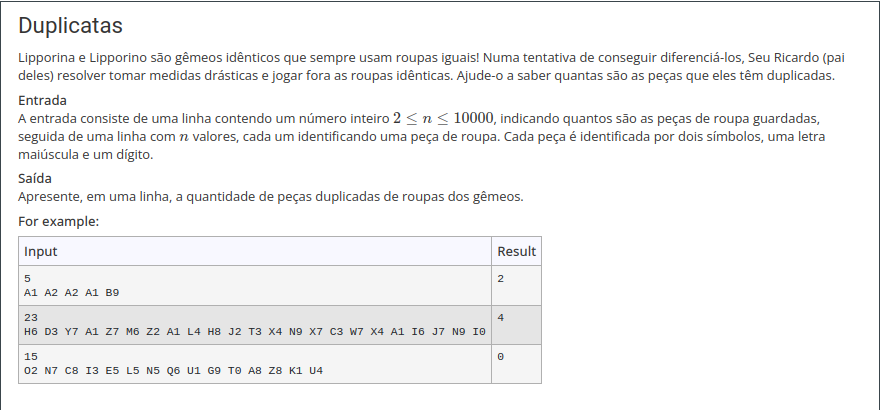 Duplicatas
Lipporina e Lipporino são gêmeos idênticos que sempre usam roupas iguais! Numa tentativa de conseguir diferenciá-los, Seu Ricardo (pai
deles) resolver tomar medidas drásticas e jogar fora as roupas idênticas. Ajude-o a saber quantas são as peças que eles têm duplicadas.
Entrada
A entrada consiste de uma linha contendo um número inteiro 2 ≤ n ≤ 10000, indicando quantos são as peças de roupa guardadas,
seguida de uma linha com n valores, cada um identificando uma peça de roupa. Cada peça é identificada por dois símbolos, uma letra
maiúscula e um dígito.
Saída
Apresente, em uma linha, a quantidade de peças duplicadas de roupas dos gêmeos.
For example:
Input Result
5 2
A1 A2 A2 A1 B9
23 4
H6 D3 Y7 A1 Z7 M6 Z2 A1 L4 H8 J2 T3 X4 N9 X7 C3 W7 X4 A1 I6 J7 N9 I0
15 0
O2 N7 C8 I3 E5 L5 N5 Q6 U1 G9 T0 A8 Z8 K1 U4